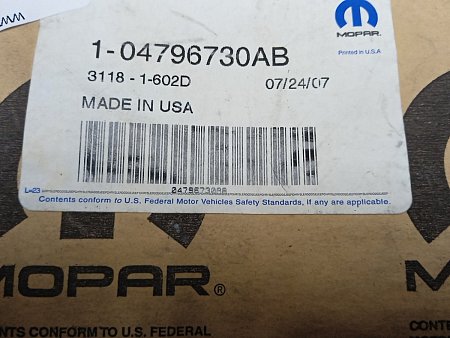 MOPAR®
Printed in U.S.A
1-04796730AB
3118 - 1-602D 07/24/07
MADE IN USA
L=23
Contents conform to U.S. Federal Motor Vehicles Safety Standards, If any are applicable.
MOPAR® MOPA
NTS CONFORM TO U.S. FEDERAL CONTE